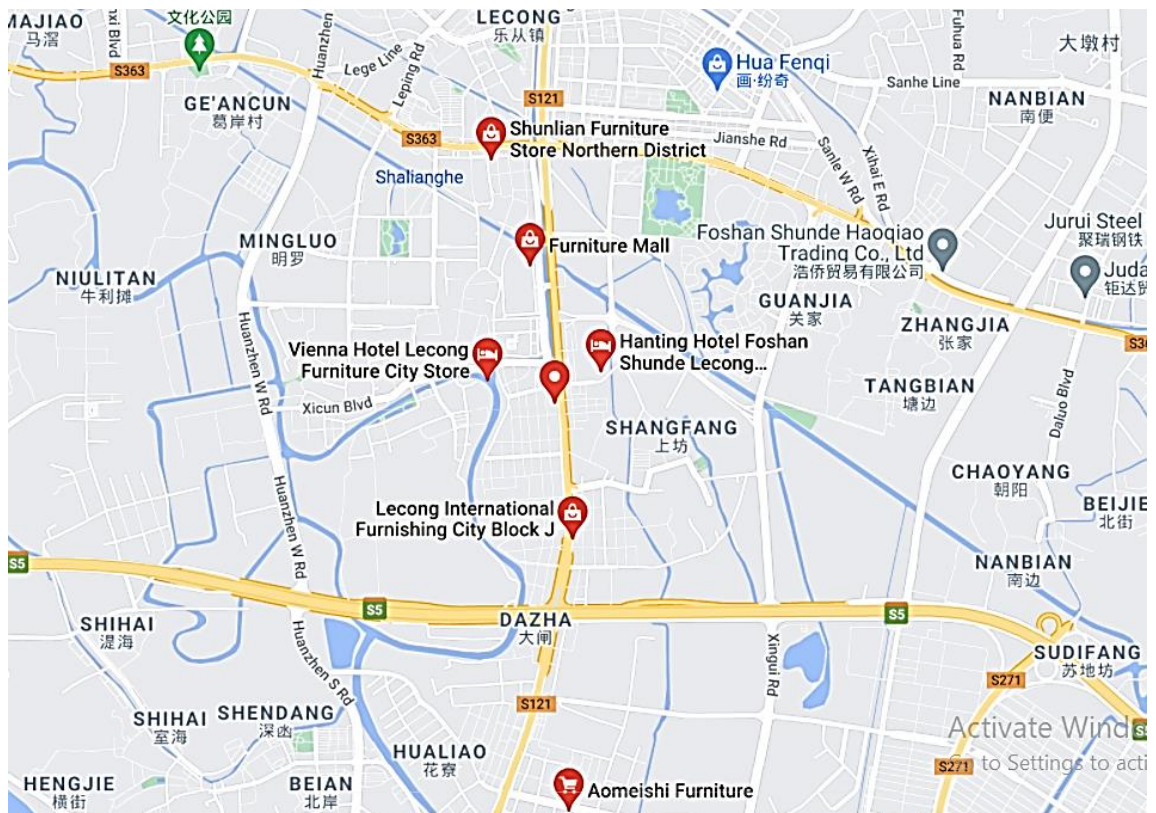 MAJIAO
马滘
文化公园
LECONG
乐从镇
Huanzhen
Lege Line
Leping Rd
S363
S121
S363
Hua Fenqi
画·纷奇
Sanhe Line
Fuhua Rd
大墩村
NANBIAN
南便
GE'ANCUN
葛岸村
Shunlian Furniture
Store Northern District
Jianshe Rd
Sanle W Rd
Xihai E Rd
Shalianghe
MINGLUO
明罗
NIULITAN
牛利摊
Furniture Mall
Foshan Shunde Haoqiao
Trading Co., Ltd
浩侨贸易有限公司
Jurui Steel
聚瑞钢铁
Juda
钜达贸
GUANJIA
关家
ZHANGJIA
张家
Huanzhen W Rd
Vienna Hotel Lecong
Furniture City Store
Hanting Hotel Foshan
Shunde Lecong...
TANGBIAN
塘边
Daluo Blvd
Xicun Blvd
SHANGFANG
上坊
CHAOYANG
朝阳
BEIJIE
北街
Lecong International
Furnishing City Block J
Huanzhen W Rd
NANBIAN
南边
S5
S5
S5
DAZHA
大闸
SHIHAI
湜海
Huanzhen S Rd
Xingui Rd
SUDIFANG
苏地坊
S271
S121
SHIHAI
室海
SHENDANG
深凼
HUALIAO
花寮
Activate Wind
to Settings to acti
S271
HENGJIE
横街
BEIAN
北岸
Aomeishi Furniture